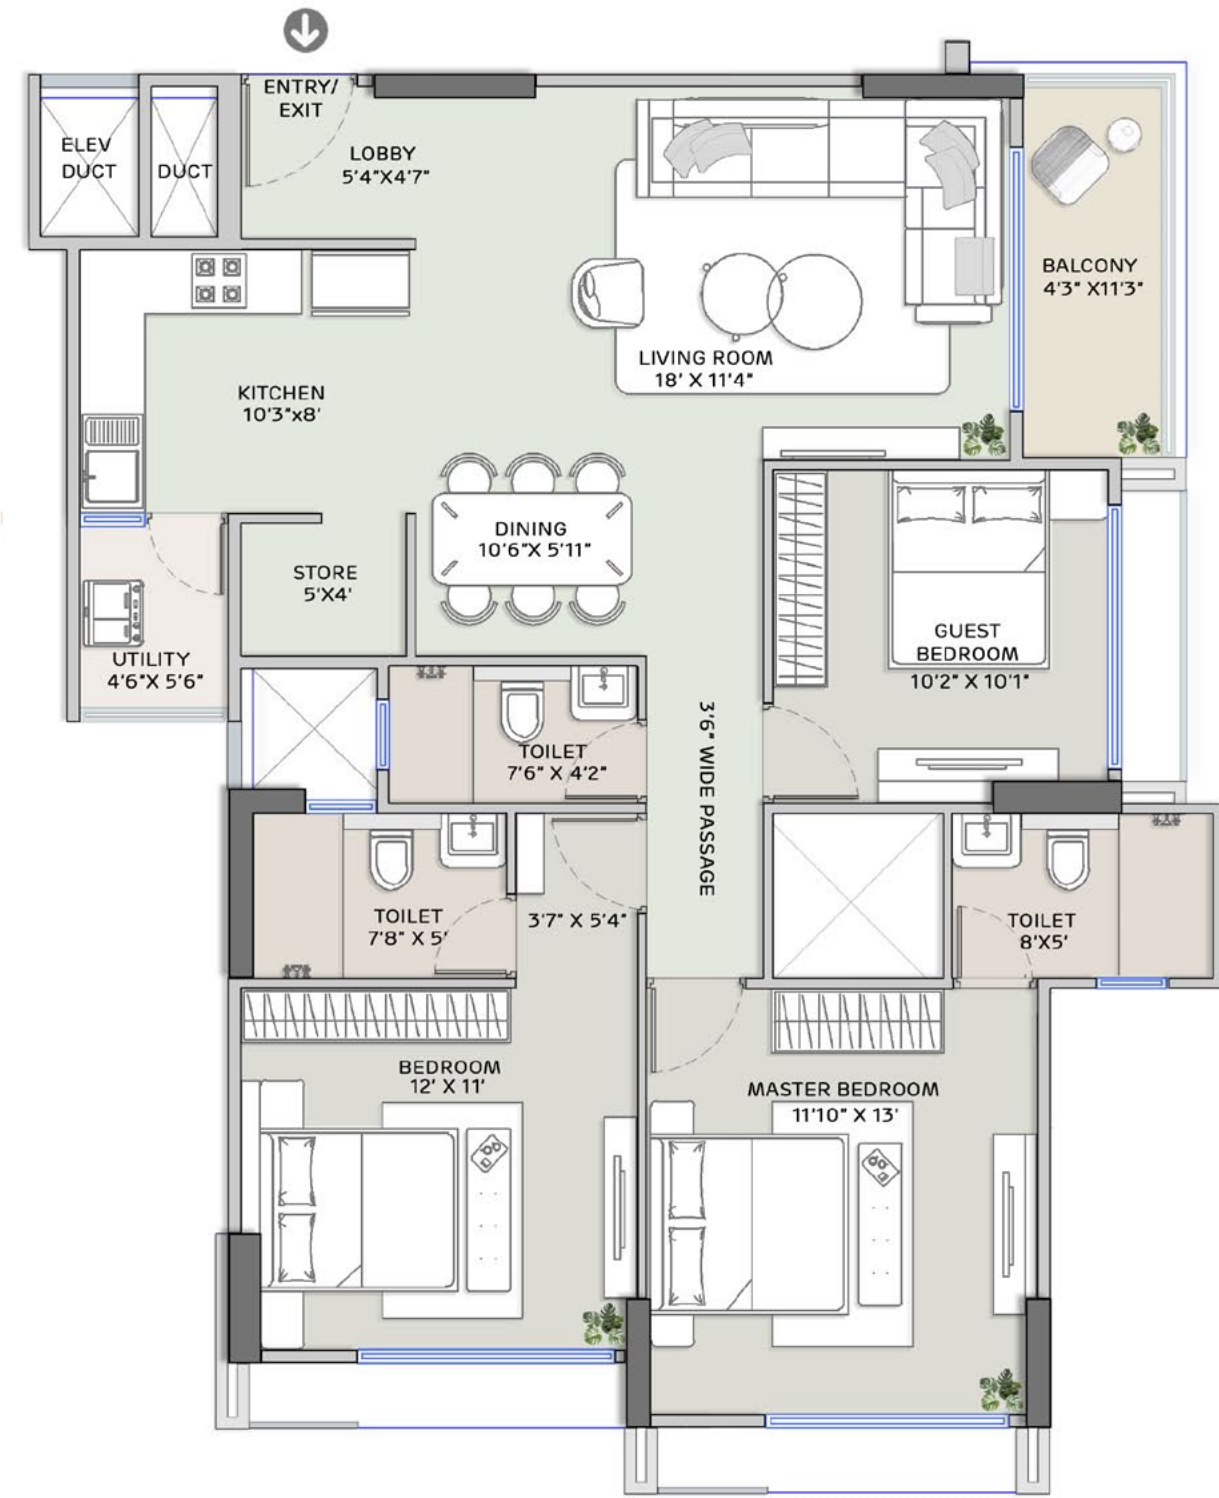 ENTRY/
EXIT
ELEV
DUCT
DUCT
LOBBY
5'4"X4'7"
BALCONY
4'3" X11'3"
LIVING ROOM
18' X 11'4"
KITCHEN
10'3"x8'
DINING
10'6"X 5'11"
STORE
5'X4'
GUEST
BEDROOM
10'2" X 10'1"
UTILITY
4'6"X 5'6"
TOILET
7'6" X 4'2"
3'6" WIDE PASSAGE
TOILET
7'8" X 5'
3'7" X 5'4"
TOILET
8'X5'
BEDROOM
12' X 11'
MASTER BEDROOM
11'10" X 13'